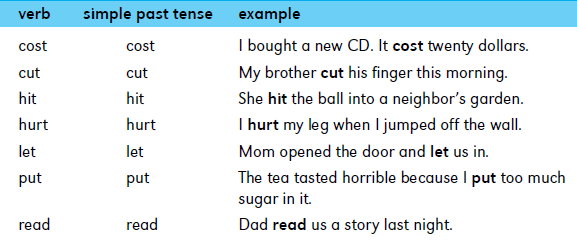 verb simple past tense example
cost cost I bought a new CD. It cost twenty dollars.
cut cut My brother cut his finger this morning.
hit hit She hit the ball into a neighbor's garden.
hurt hurt I hurt my leg when I jumped off the wall.
let let Mom opened the door and let us in.
put put The tea tasted horrible because I put too much
sugar in it.
read read Dad read us a story last night.